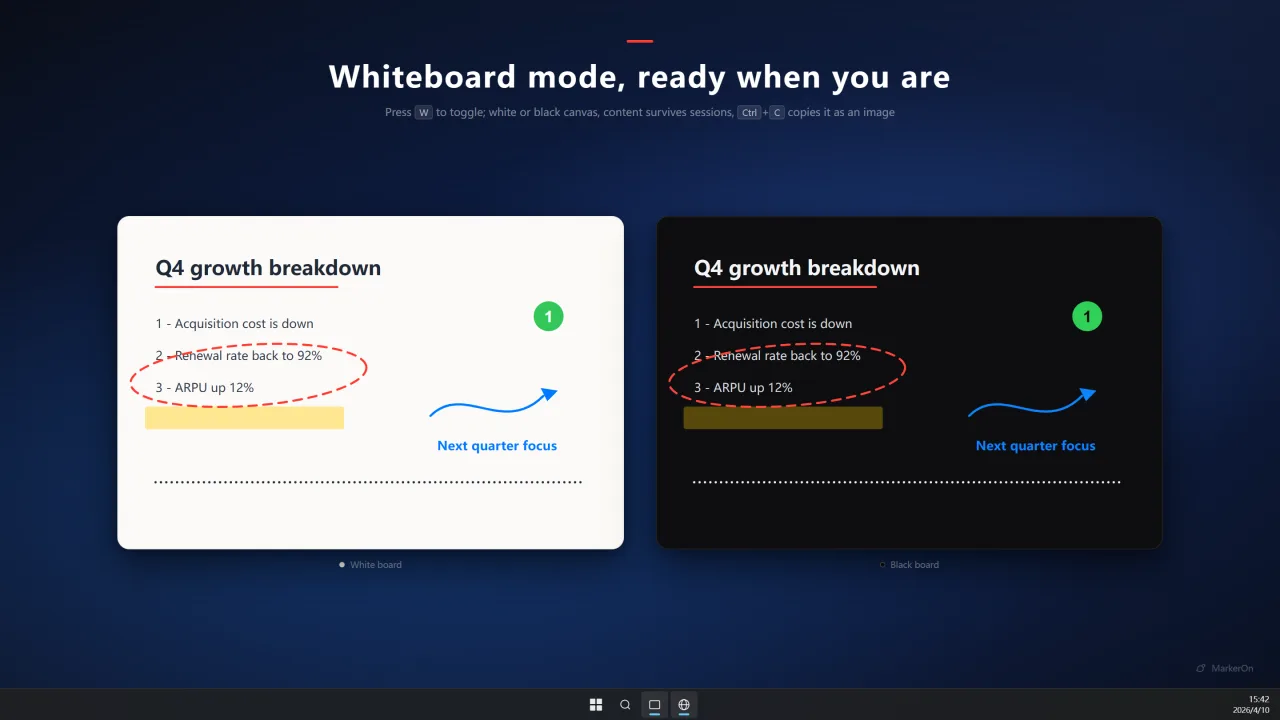 Whiteboard mode, ready when you are
Press W to toggle; white or black canvas, content survives sessions, Ctrl + C copies it as an image
Q4 growth breakdown
1 - Acquisition cost is down
1
2 - Renewal rate back to 92%
3 - ARPU up 12%
Next quarter focus
White board
Q4 growth breakdown
1 - Acquisition cost is down
1
2 - Renewal rate back to 92%
3 - ARPU up 12%
Next quarter focus
Black board
MarkerOn
15:42
2026/4/10